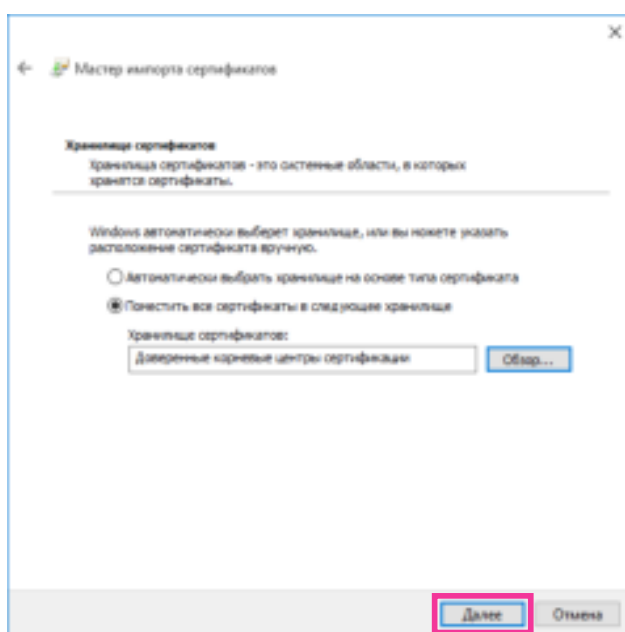 Мастер импорта сертификатов
Хранилище сертификатов
Хранилища сертификатов - это системные области, в которых
хранятся сертификаты.
Windows автоматически выберет хранилище, или вы можете указать
расположение сертификата вручную.
Автоматически выбрать хранилище на основе типа сертификата
Поместить все сертификаты в следующее хранилище
Хранилище сертификатов:
Доверенные корневые центры сертификации
Обзор...
Далее
Отмена